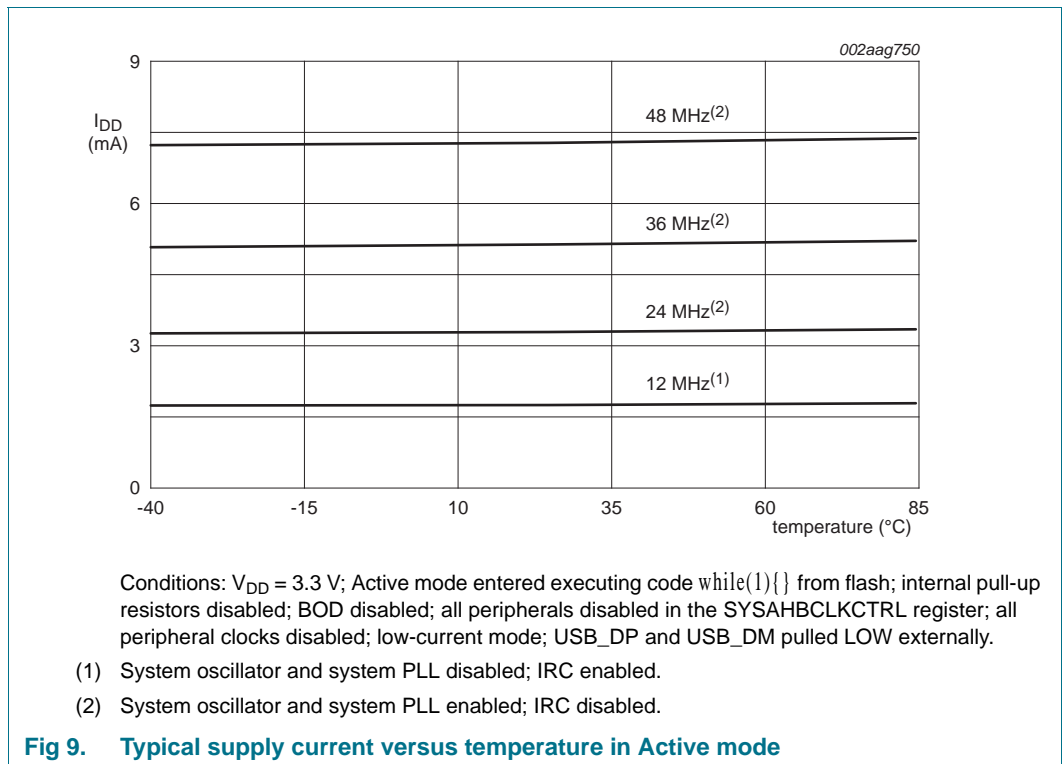 002aag750
9
I_DD
(mA)
48 MHz(2)
6
36 MHz(2)
24 MHz(2)
3
12 MHz(1)
0
-40 -15 10 35 60 85
temperature (°C)
Conditions: V_DD = 3.3 V; Active mode entered executing code while(1){} from flash; internal pull-up
resistors disabled; BOD disabled; all peripherals disabled in the SYSAHBCLKCTRL register; all
peripheral clocks disabled; low-current mode; USB_DP and USB_DM pulled LOW externally.
(1) System oscillator and system PLL disabled; IRC enabled.
(2) System oscillator and system PLL enabled; IRC disabled.
Fig 9. Typical supply current versus temperature in Active mode